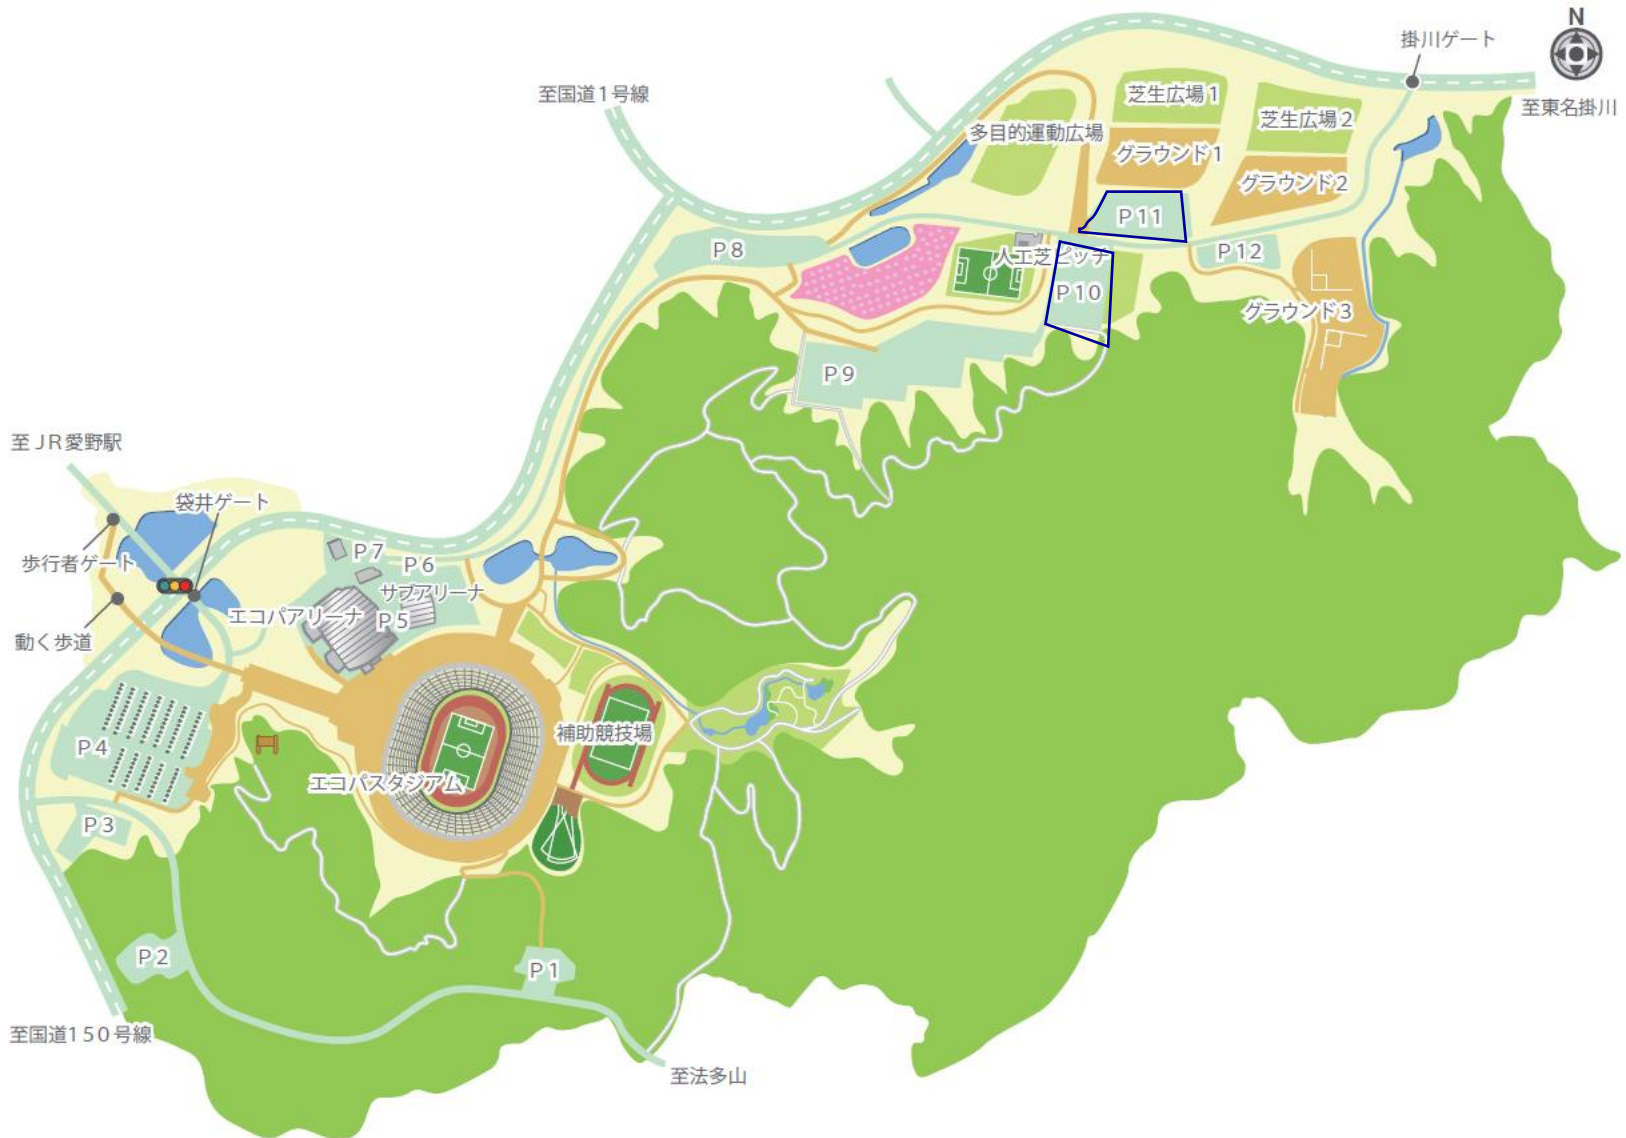 N
掛川ゲート
至東名掛川
至国道1号線
芝生広場1
芝生広場2
多目的運動広場
グラウンド1
グラウンド2
P11
P8
人工芝ピッチ
P12
P10
グラウンド3
P9
至JR愛野駅
袋井ゲート
歩行者ゲート
P7
P6
サブアリーナ
エコパアリーナ
P5
動く歩道
P4
補助競技場
エコパスタジアム
P3
P2
P1
至国道150号線
至法多山